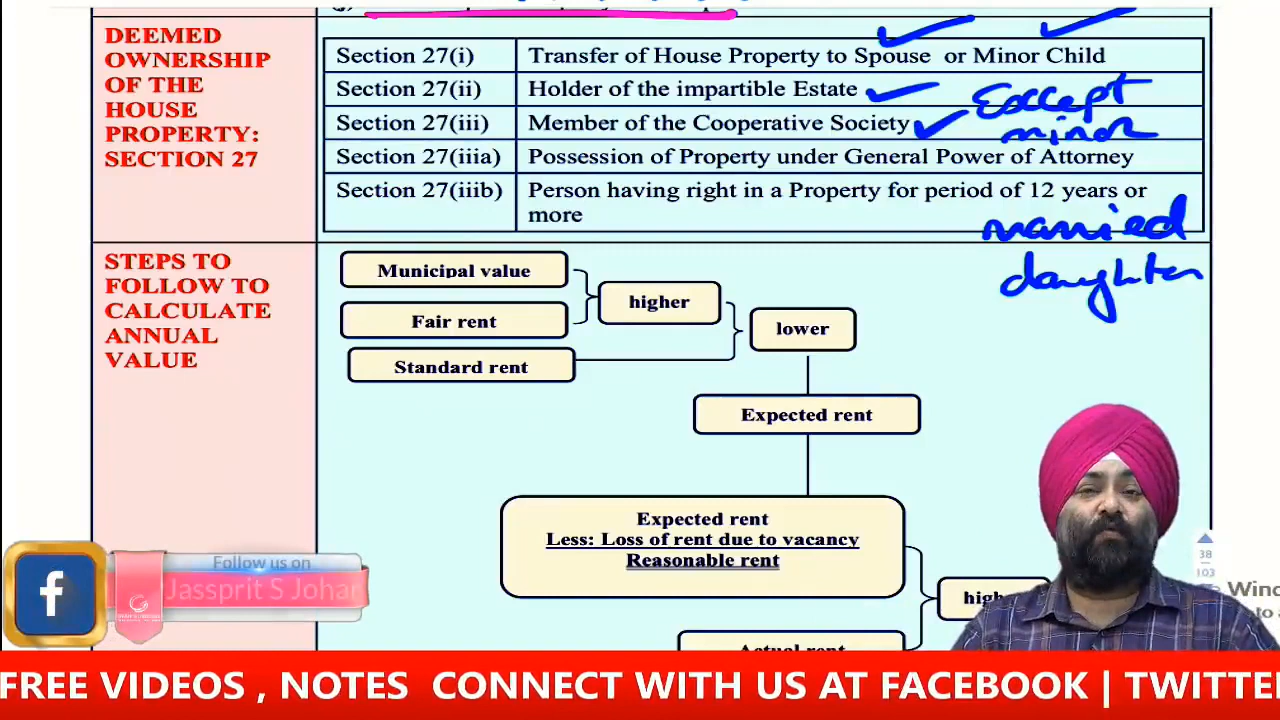 DEEMED
OWNERSHIP
OF THE
HOUSE
PROPERTY:
SECTION 27
Section 27(i) Transfer of House Property to Spouse or Minor Child
Section 27(ii) Holder of the impartible Estate
Section 27(iii) Member of the Cooperative Society
Section 27(iiia) Possession of Property under General Power of Attorney
Section 27(iiib) Person having right in a Property for period of 12 years or
more
Except
minor
married
daughter
STEPS TO
FOLLOW TO
CALCULATE
ANNUAL
VALUE
Municipal value
Fair rent
higher
Standard rent
lower
Expected rent
Expected rent
Less: Loss of rent due to vacancy
Reasonable rent
Actual rent
38
103
Follow us on
Jassprit S Johar
FREE VIDEOS , NOTES CONNECT WITH US AT FACEBOOK |